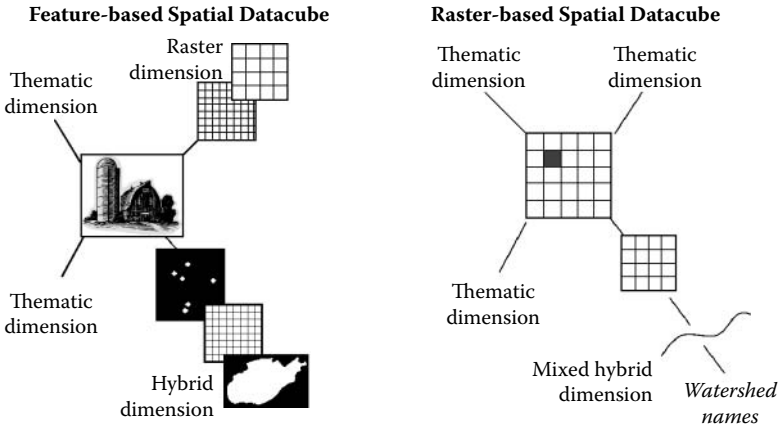 Feature-based Spatial Datacube
Raster
dimension
Thematic
dimension
Thematic
dimension
Hybrid
dimension
Raster-based Spatial Datacube
Thematic
dimension
Thematic
dimension
Thematic
dimension
Mixed hybrid
dimension
Watershed
names